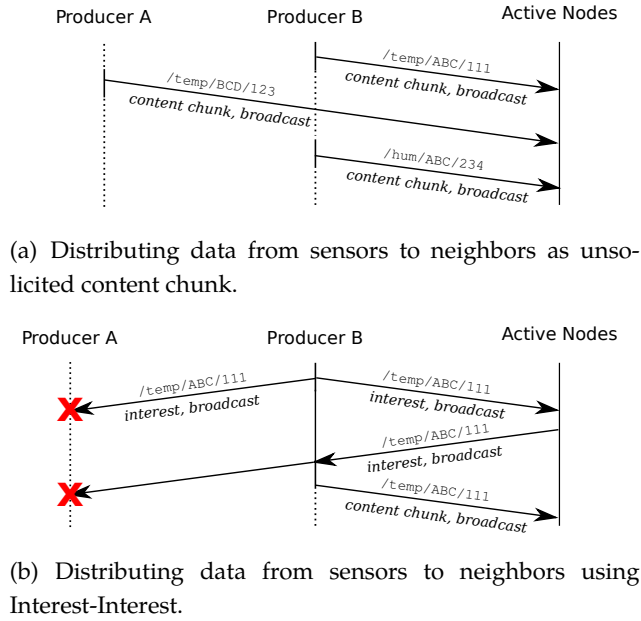 Producer A Producer B Active Nodes
/temp/ABC/111
content chunk, broadcast
/temp/BCD/123
content chunk, broadcast
/hum/ABC/234
content chunk, broadcast
(a) Distributing data from sensors to neighbors as unso-
licited content chunk.
Producer A Producer B Active Nodes
/temp/ABC/111 /temp/ABC/111
interest, broadcast interest, broadcast
/temp/ABC/111
interest, broadcast
/temp/ABC/111
content chunk, broadcast
(b) Distributing data from sensors to neighbors using
Interest-Interest.